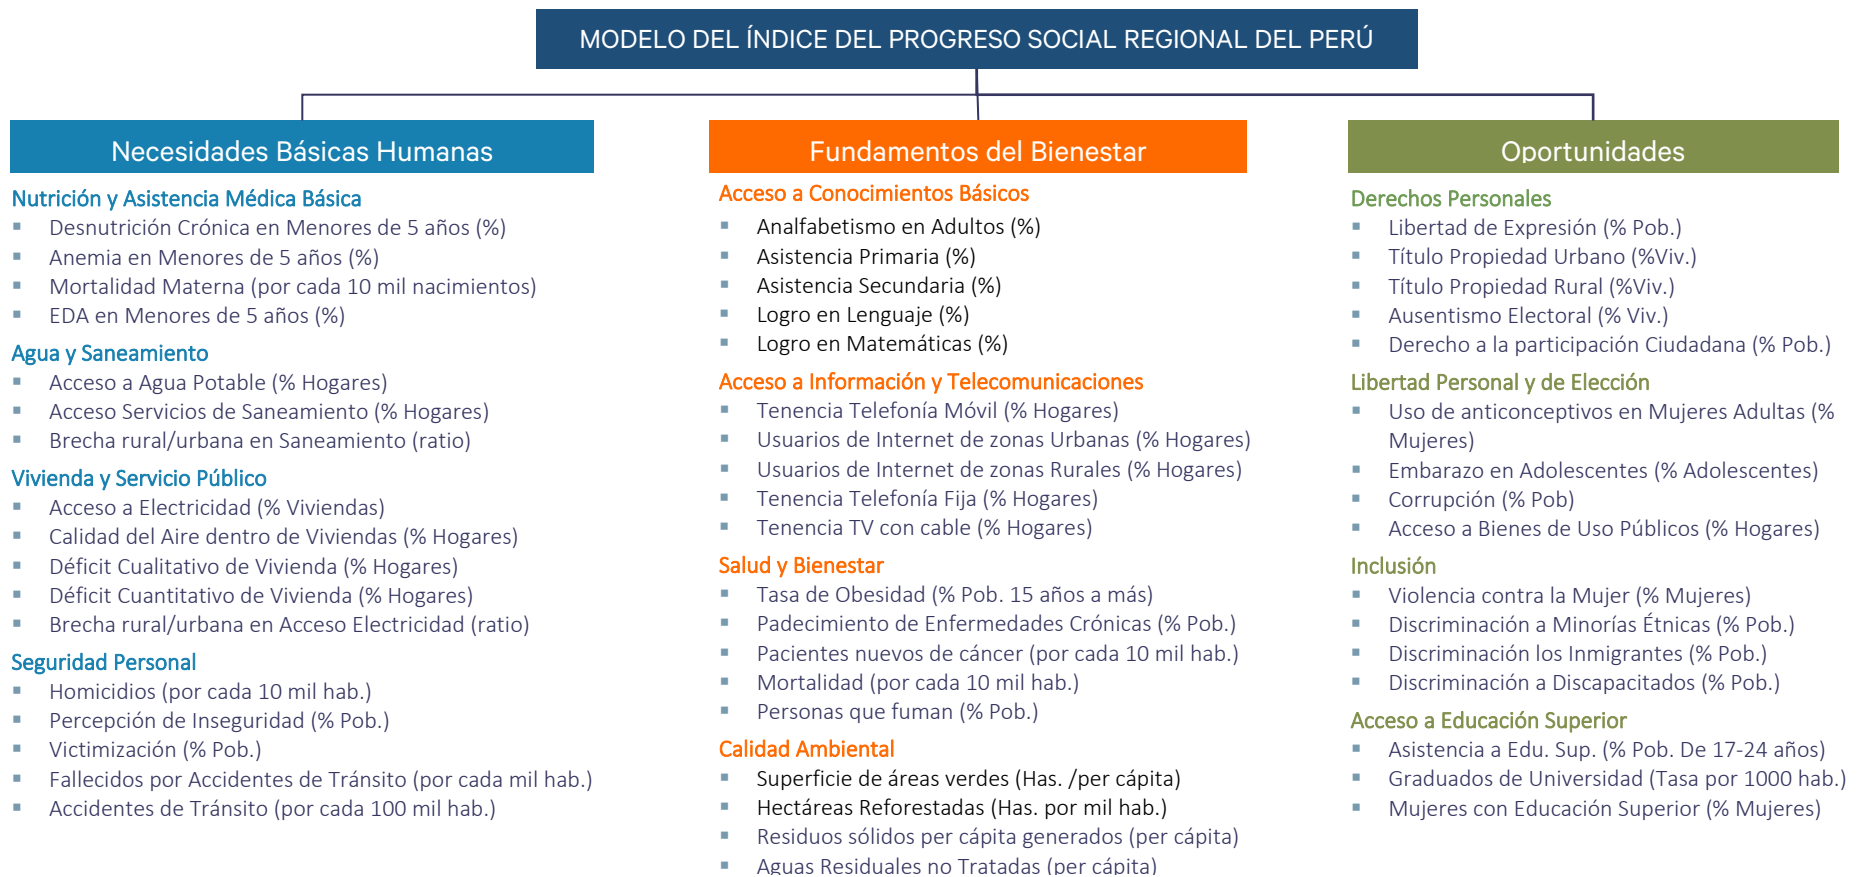 MODELO DEL ÍNDICE DEL PROGRESO SOCIAL REGIONAL DEL PERÚ
Necesidades Básicas Humanas
Nutrición y Asistencia Médica Básica
▪ Desnutrición Crónica en Menores de 5 años (%)
▪ Anemia en Menores de 5 años (%)
▪ Mortalidad Materna (por cada 10 mil nacimientos)
▪ EDA en Menores de 5 años (%)
Agua y Saneamiento
▪ Acceso a Agua Potable (% Hogares)
▪ Acceso Servicios de Saneamiento (% Hogares)
▪ Brecha rural/urbana en Saneamiento (ratio)
Vivienda y Servicio Público
▪ Acceso a Electricidad (% Viviendas)
▪ Calidad del Aire dentro de Viviendas (% Hogares)
▪ Déficit Cualitativo de Vivienda (% Hogares)
▪ Déficit Cuantitativo de Vivienda (% Hogares)
▪ Brecha rural/urbana en Acceso Electricidad (ratio)
Seguridad Personal
▪ Homicidios (por cada 10 mil hab.)
▪ Percepción de Inseguridad (% Pob.)
▪ Victimización (% Pob.)
▪ Fallecidos por Accidentes de Tránsito (por cada mil hab.)
▪ Accidentes de Tránsito (por cada 100 mil hab.)
Fundamentos del Bienestar
Acceso a Conocimientos Básicos
▪ Analfabetismo en Adultos (%)
▪ Asistencia Primaria (%)
▪ Asistencia Secundaria (%)
▪ Logro en Lenguaje (%)
▪ Logro en Matemáticas (%)
Acceso a Información y Telecomunicaciones
▪ Tenencia Telefonía Móvil (% Hogares)
▪ Usuarios de Internet de zonas Urbanas (% Hogares)
▪ Usuarios de Internet de zonas Rurales (% Hogares)
▪ Tenencia Telefonía Fija (% Hogares)
▪ Tenencia TV con cable (% Hogares)
Salud y Bienestar
▪ Tasa de Obesidad (% Pob. 15 años a más)
▪ Padecimiento de Enfermedades Crónicas (% Pob.)
▪ Pacientes nuevos de cáncer (por cada 10 mil hab.)
▪ Mortalidad (por cada 10 mil hab.)
▪ Personas que fuman (% Pob.)
Calidad Ambiental
▪ Superficie de áreas verdes (Has. /per cápita)
▪ Hectáreas Reforestadas (Has. por mil hab.)
▪ Residuos sólidos per cápita generados (per cápita)
▪ Aguas Residuales no Tratadas (per cápita)
Oportunidades
Derechos Personales
▪ Libertad de Expresión (% Pob.)
▪ Título Propiedad Urbano (%Viv.)
▪ Título Propiedad Rural (%Viv.)
▪ Ausentismo Electoral (% Viv.)
▪ Derecho a la participación Ciudadana (% Pob.)
Libertad Personal y de Elección
▪ Uso de anticonceptivos en Mujeres Adultas (%
Mujeres)
▪ Embarazo en Adolescentes (% Adolescentes)
▪ Corrupción (% Pob)
▪ Acceso a Bienes de Uso Públicos (% Hogares)
Inclusión
▪ Violencia contra la Mujer (% Mujeres)
▪ Discriminación a Minorías Étnicas (% Pob.)
▪ Discriminación los Inmigrantes (% Pob.)
▪ Discriminación a Discapacitados (% Pob.)
Acceso a Educación Superior
▪ Asistencia a Edu. Sup. (% Pob. De 17-24 años)
▪ Graduados de Universidad (Tasa por 1000 hab.)
▪ Mujeres con Educación Superior (% Mujeres)